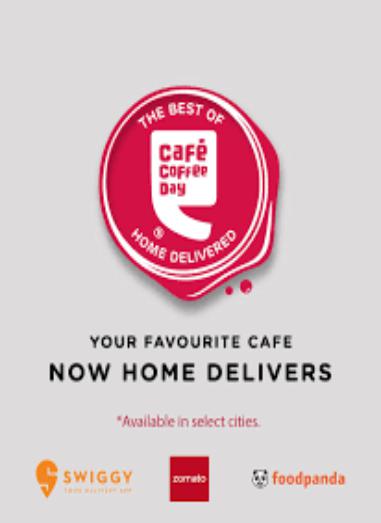 THE BEST OF
Café
Coffee
Day
®
HOME DELIVERED
YOUR FAVOURITE CAFE
NOW HOME DELIVERS
*Available in select cities.
SWIGGY
FOOD DELIVERY APP
zomato
foodpanda